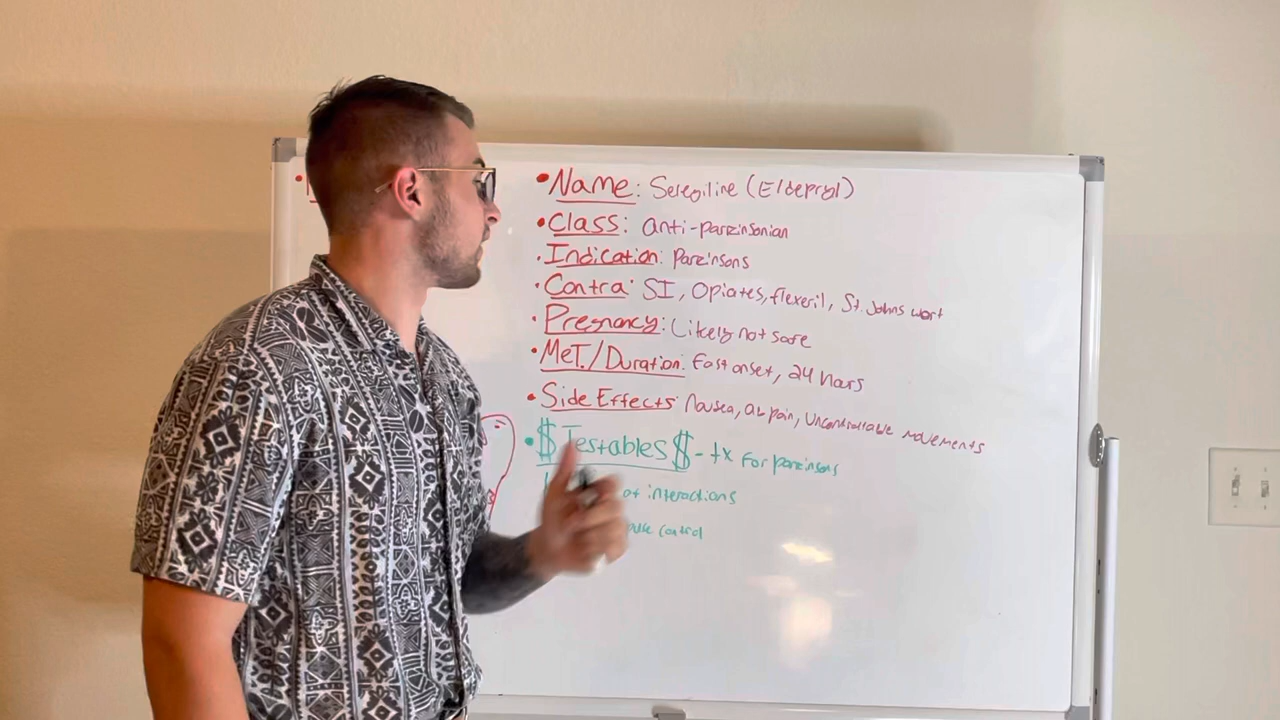 • Name: Seregiline (Eldepryl)
• Class: Anti-parkinsonian
• Indication: Parkinsons
• Contra: SI, Opiates, flexeril, St. Johns wort
• Pregnancy: Likely not safe
• Met./Duration: Fast onset, 24 hours
• Side Effects: Nausea, ab pain, Uncontrollable movements
• $ Testables $ - tx for parkinsons
of interactions
control